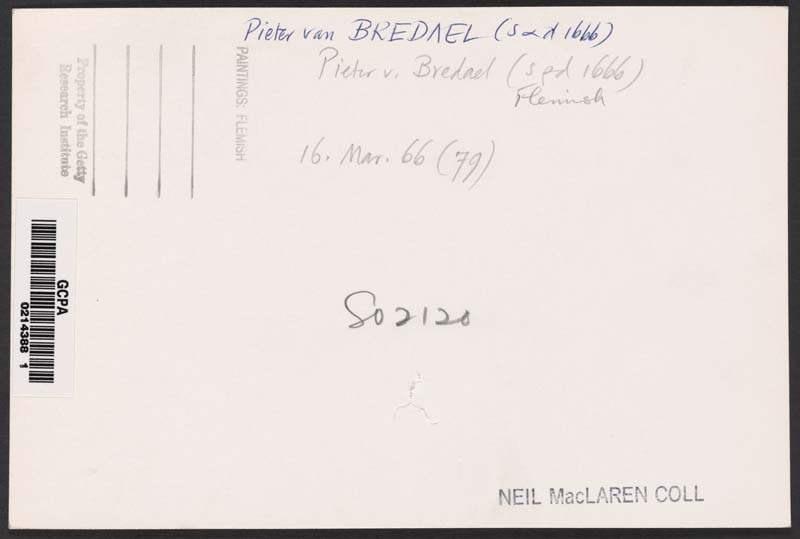 Pieter van BREDAEL (s & d 1666)
Pieter v. Bredael (s & d 1666)
Flemish
16. Mar. 66 (79)
PAINTINGS: FLEMISH
Property of the Getty
Research Institute
GCPA
0214388 1
S02120
NEIL MacLAREN COLL